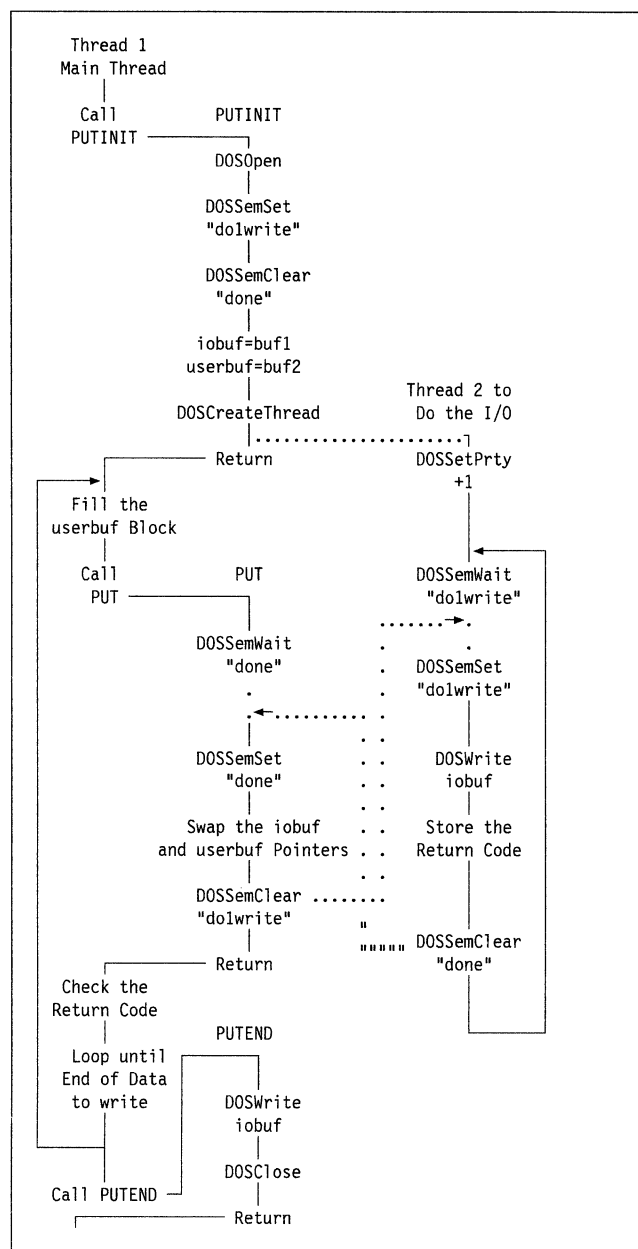 Thread 1
Main Thread
Call PUTINIT
PUTINIT
DOSOpen
DOSSemSet
"do1write"
DOSSemClear
"done"
iobuf=buf1
userbuf=buf2
Thread 2 to
DOSCreateThread Do the I/O
Return DOSSetPrty
+1
Fill the
userbuf Block
Call PUT DOSSemWait
PUT "do1write"
DOSSemWait
"done" DOSSemSet
"do1write"
DOSSemSet DOSWrite
"done" iobuf
Swap the iobuf Store the
and userbuf Pointers Return Code
DOSSemClear
"do1write"
DOSSemClear
Return "done"
Check the
Return Code
PUTEND
Loop until
End of Data DOSWrite
to write iobuf
DOSClose
Call PUTEND
Return